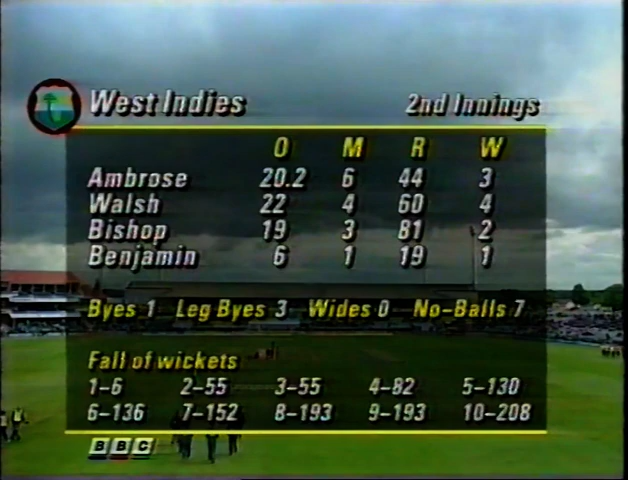 West Indies 2nd Innings
O M R W
Ambrose 20.2 6 44 3
Walsh 22 4 60 4
Bishop 19 3 81 2
Benjamin 6 1 19 1
Byes 1 Leg Byes 3 Wides 0 No-Balls 7
Fall of wickets
1-6 2-55 3-55 4-82 5-130
6-136 7-152 8-193 9-193 10-208
BBC